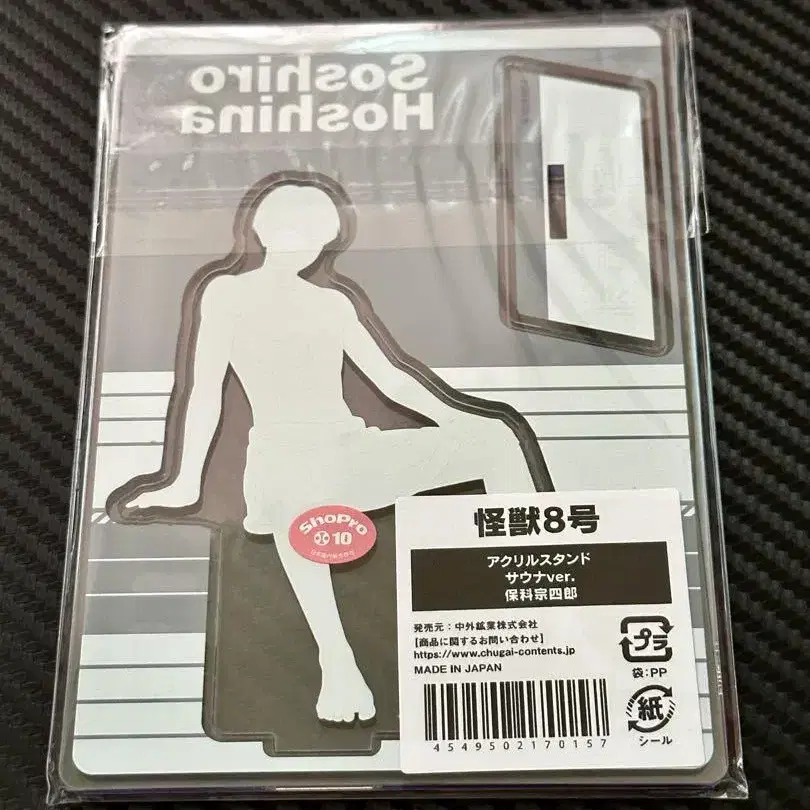 Soshiro
Hoshina
ShoPro
10
怪獣8号
アクリルスタンド
サウナver.
保科宗四郎
発売元：中外鉱業株式会社
【商品に関するお問い合わせ】
https://www.chugai-contents.jp
MADE IN JAPAN
プラ
袋:PP
紙
シール
4549502170157